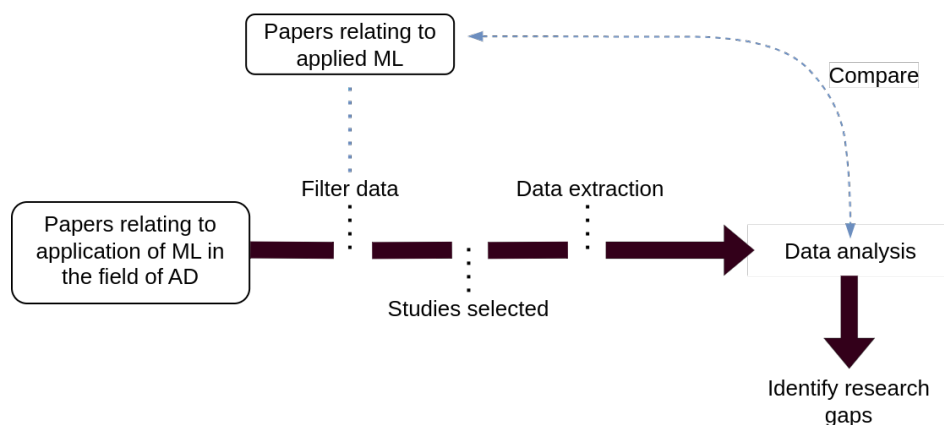 Papers relating to
applied ML
Compare
Filter data
Data extraction
Papers relating to
application of ML in
the field of AD
Data analysis
Studies selected
Identify research
gaps